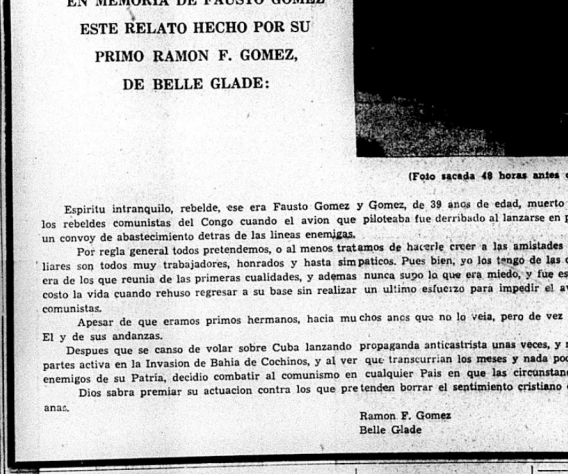 EN MEMORIA DE FAUSTO GOMEZ
ESTE RELATO HECHO POR SU
PRIMO RAMON F. GOMEZ,
DE BELLE GLADE:
(Foto sacada 48 horas antes
Espiritu intranquilo, rebelde, ese era Fausto Gomez y Gomez, de 39 anos de edad, muerto
los rebeldes comunistas del Congo cuando el avion que piloteaba fue derribado al lanzarse en p
un convoy de abastecimiento detras de las lineas enemigas.
Por regla general todos pretendemos, o al menos tratamos de hacerle creer a las amistades
liares son todos muy trabajadores, honrados y hasta simpaticos. Pues bien, yo los tengo de las
era de los que reunia de las primeras cualidades, y ademas nunca supo lo que era miedo, y fue es
costo la vida cuando rehuso regresar a su base sin realizar un ultimo esfuerzo para impedir el av
comunistas.
Apesar de que eramos primos hermanos, hacia muchos anos que no lo veia, pero de vez
El y de sus andanzas.
Despues que se canso de volar sobre Cuba lanzando propaganda anticastrista unas veces, y
partes activa en la Invasion de Bahia de Cochinos, y al ver que transcurrian los meses y nada pod
enemigos de su Patria, decidio combatir al comunismo en cualquier Pais en que las circunstanc
Dios sabra premiar su actuacion contra los que pretenden borrar el sentimiento cristiano
anas.
Ramon F. Gomez
Belle Glade